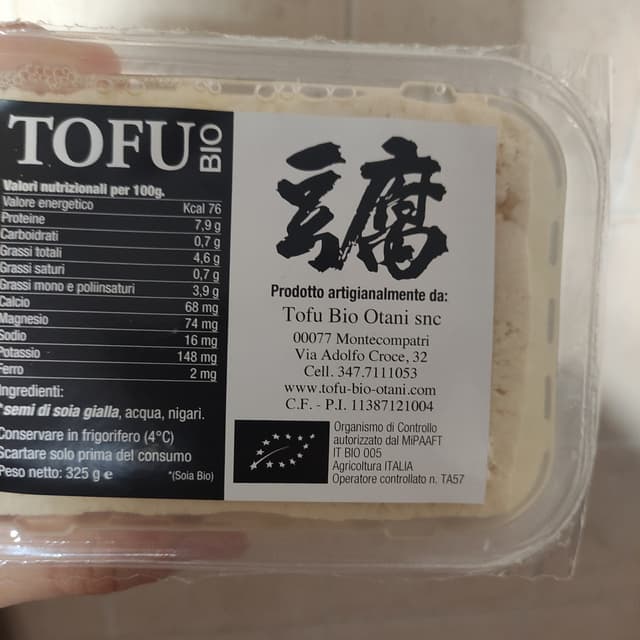 TOFU BIO
Valori nutrizionali per 100g.
Valore energetico Kcal 76
Proteine 7,9 g
Carboidrati 0,7 g
Grassi totali 4,6 g
Grassi saturi 0,7 g
Grassi mono e poliinsaturi 3,9 g
Calcio 68 mg
Magnesio 74 mg
Sodio 16 mg
Potassio 148 mg
Ferro 2 mg
Ingredienti:
*semi di soia gialla, acqua, nigari.
Conservare in frigorifero (4°C)
Scartare solo prima del consumo
Peso netto: 325 g e *(Soia Bio)
豆腐
Prodotto artigianalmente da:
Tofu Bio Otani snc
00077 Montecompatri
Via Adolfo Croce, 32
Cell. 347.7111053
www.tofu-bio-otani.com
C.F. - P.I. 11387121004
Organismo di Controllo
autorizzato dal MiPAAFT
IT BIO 005
Agricoltura ITALIA
Operatore controllato n. TA57